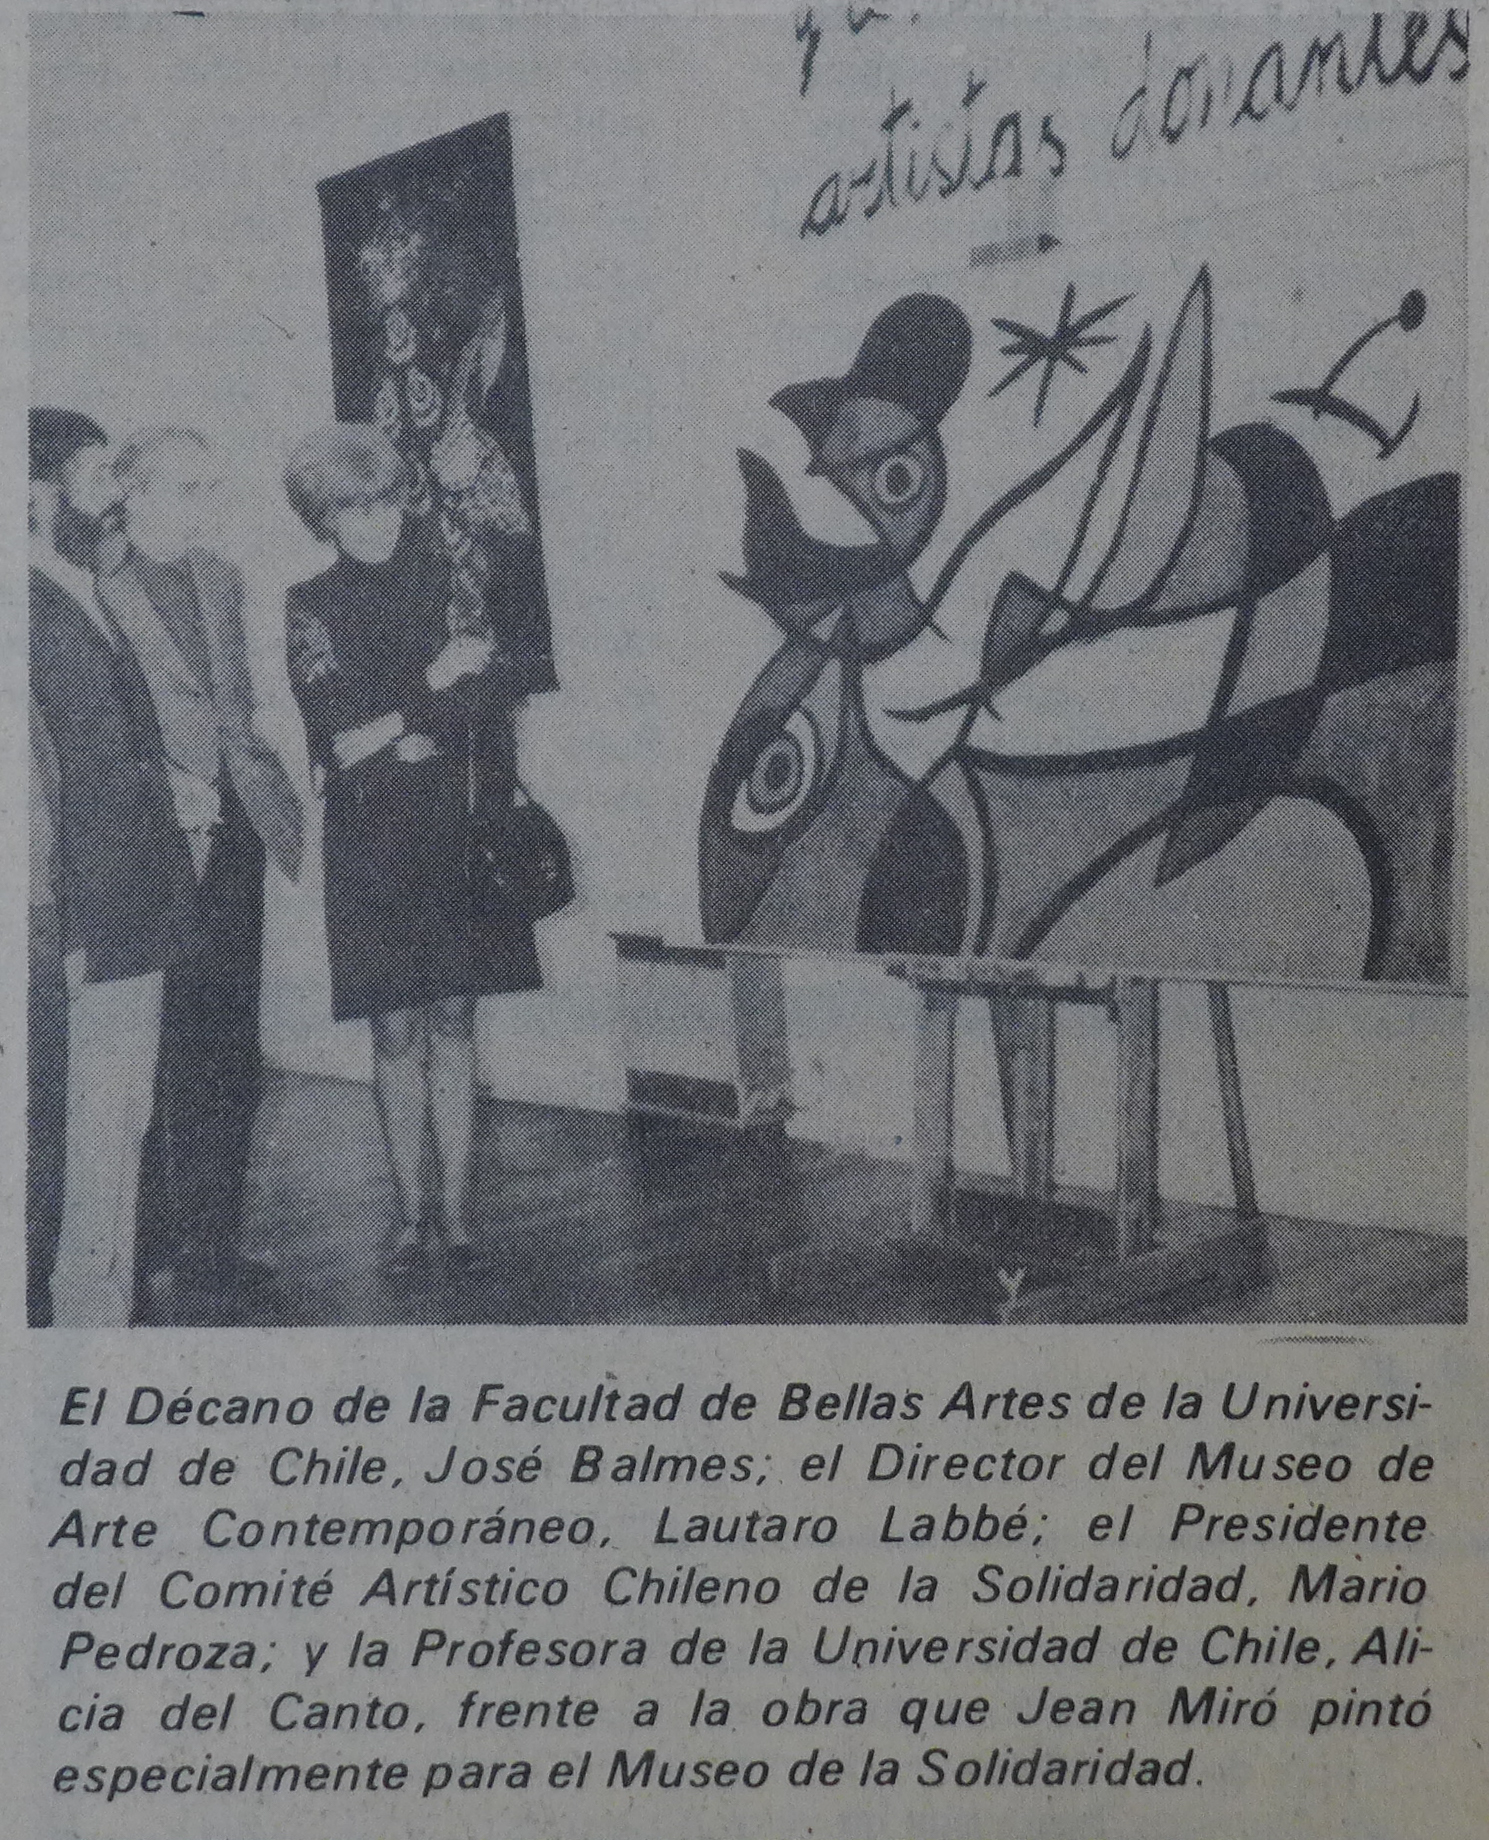 artistas donantes
El Décano de la Facultad de Bellas Artes de la Universi-
dad de Chile, José Balmes; el Director del Museo de
Arte Contemporáneo, Lautaro Labbé; el Presidente
del Comité Artístico Chileno de la Solidaridad, Mario
Pedroza; y la Profesora de la Universidad de Chile, Ali-
cia del Canto, frente a la obra que Jean Miró pintó
especialmente para el Museo de la Solidaridad.